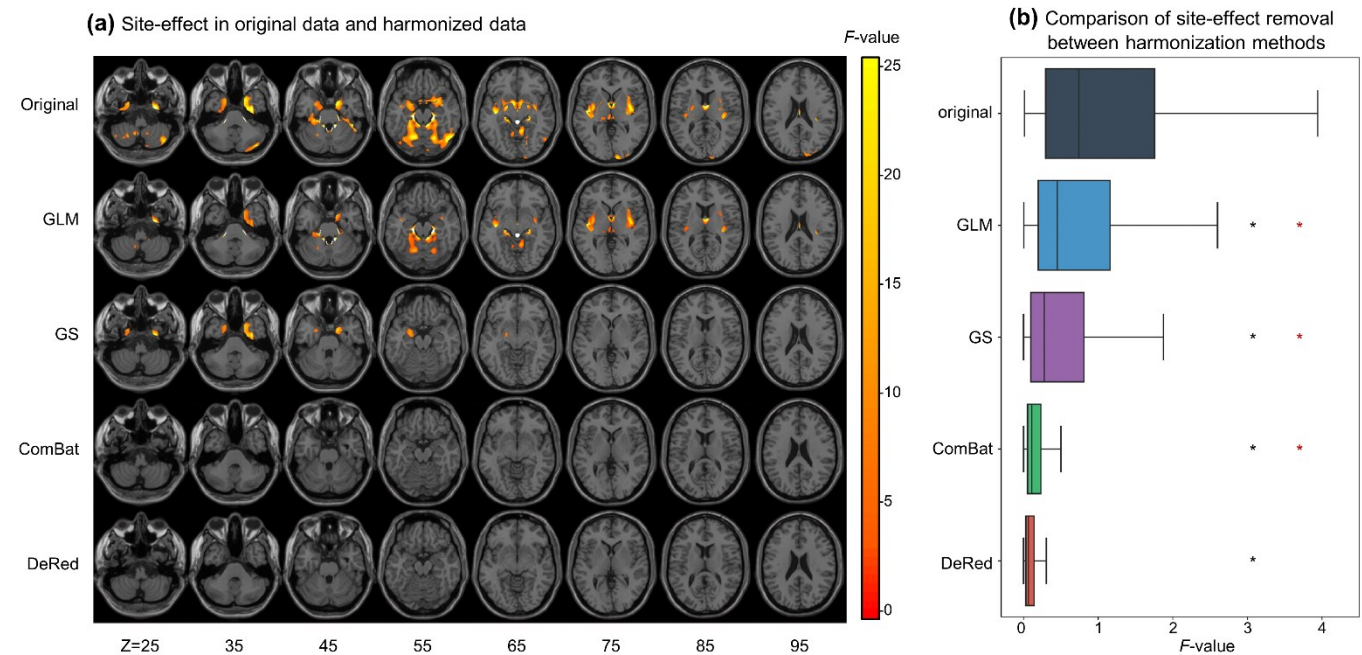 (a) Site-effect in original data and harmonized data
F-value
Original
GLM
GS
ComBat
DeRed
Z=25 35 45 55 65 75 85 95
25
20
15
10
5
0
(b) Comparison of site-effect removal
between harmonization methods
original
GLM * *
GS * *
ComBat * *
DeRed *
0 1 2 3 4
F-value